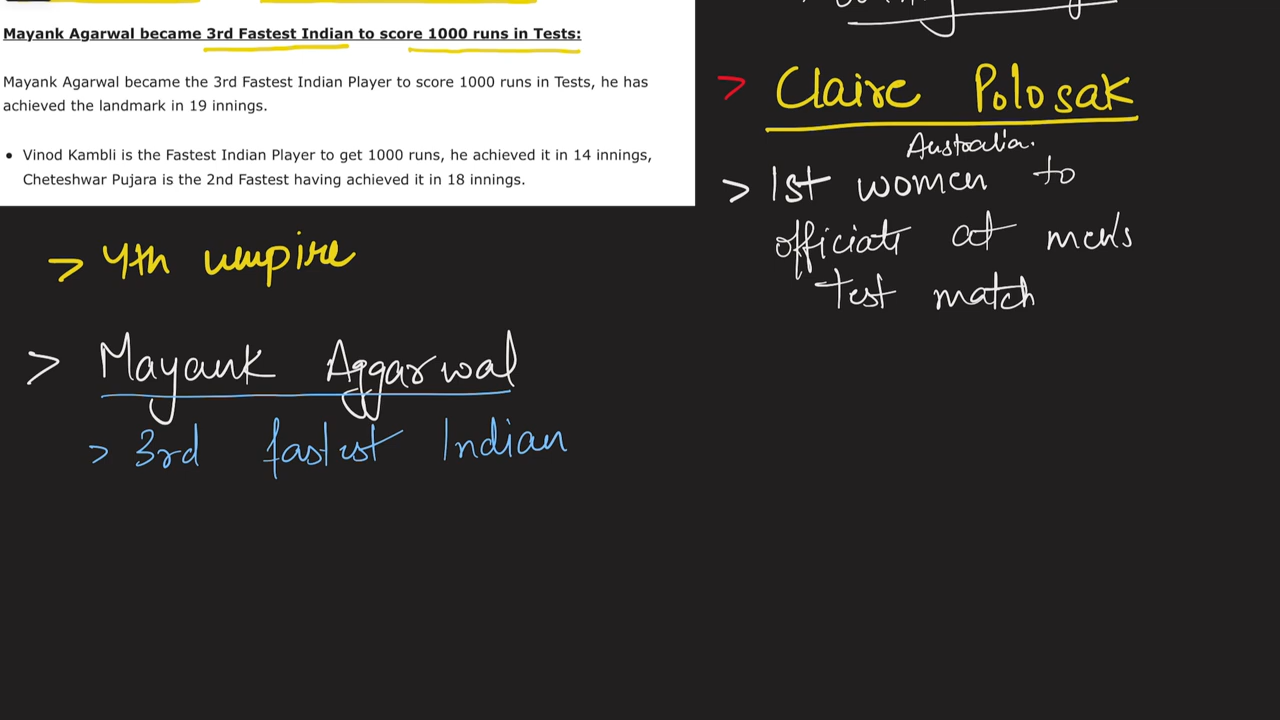 Mayank Agarwal became 3rd Fastest Indian to score 1000 runs in Tests:
Mayank Agarwal became the 3rd Fastest Indian Player to score 1000 runs in Tests, he has
achieved the landmark in 19 innings.
• Vinod Kambli is the Fastest Indian Player to get 1000 runs, he achieved it in 14 innings,
Cheteshwar Pujara is the 2nd Fastest having achieved it in 18 innings.
> 4th umpire
> Mayank Aggarwal
> 3rd fastest Indian
> Claire Polosak
Australia.
> 1st women to
officiate at men's
Test match